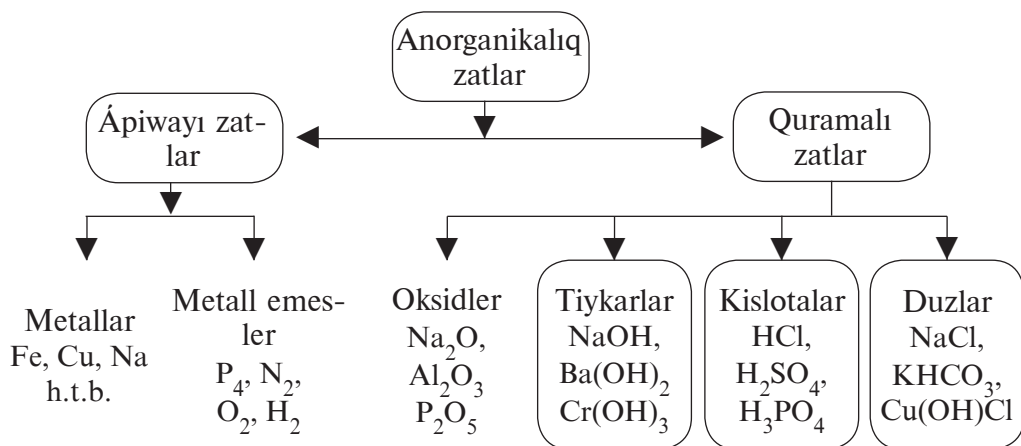 Anorganikalıq
zatlar
Ápiwayı zat-
lar
Quramalı
zatlar
Metallar
Fe, Cu, Na
h.t.b.
Metall emes-
ler
P₄, N₂,
O₂, H₂
Oksidler
Na₂O,
Al₂O₃
P₂O₅
Tiykarlar
NaOH,
Ba(OH)₂
Cr(OH)₃
Kislotalar
HCl,
H₂SO₄,
H₃PO₄
Duzlar
NaCl,
KHCO₃,
Cu(OH)Cl